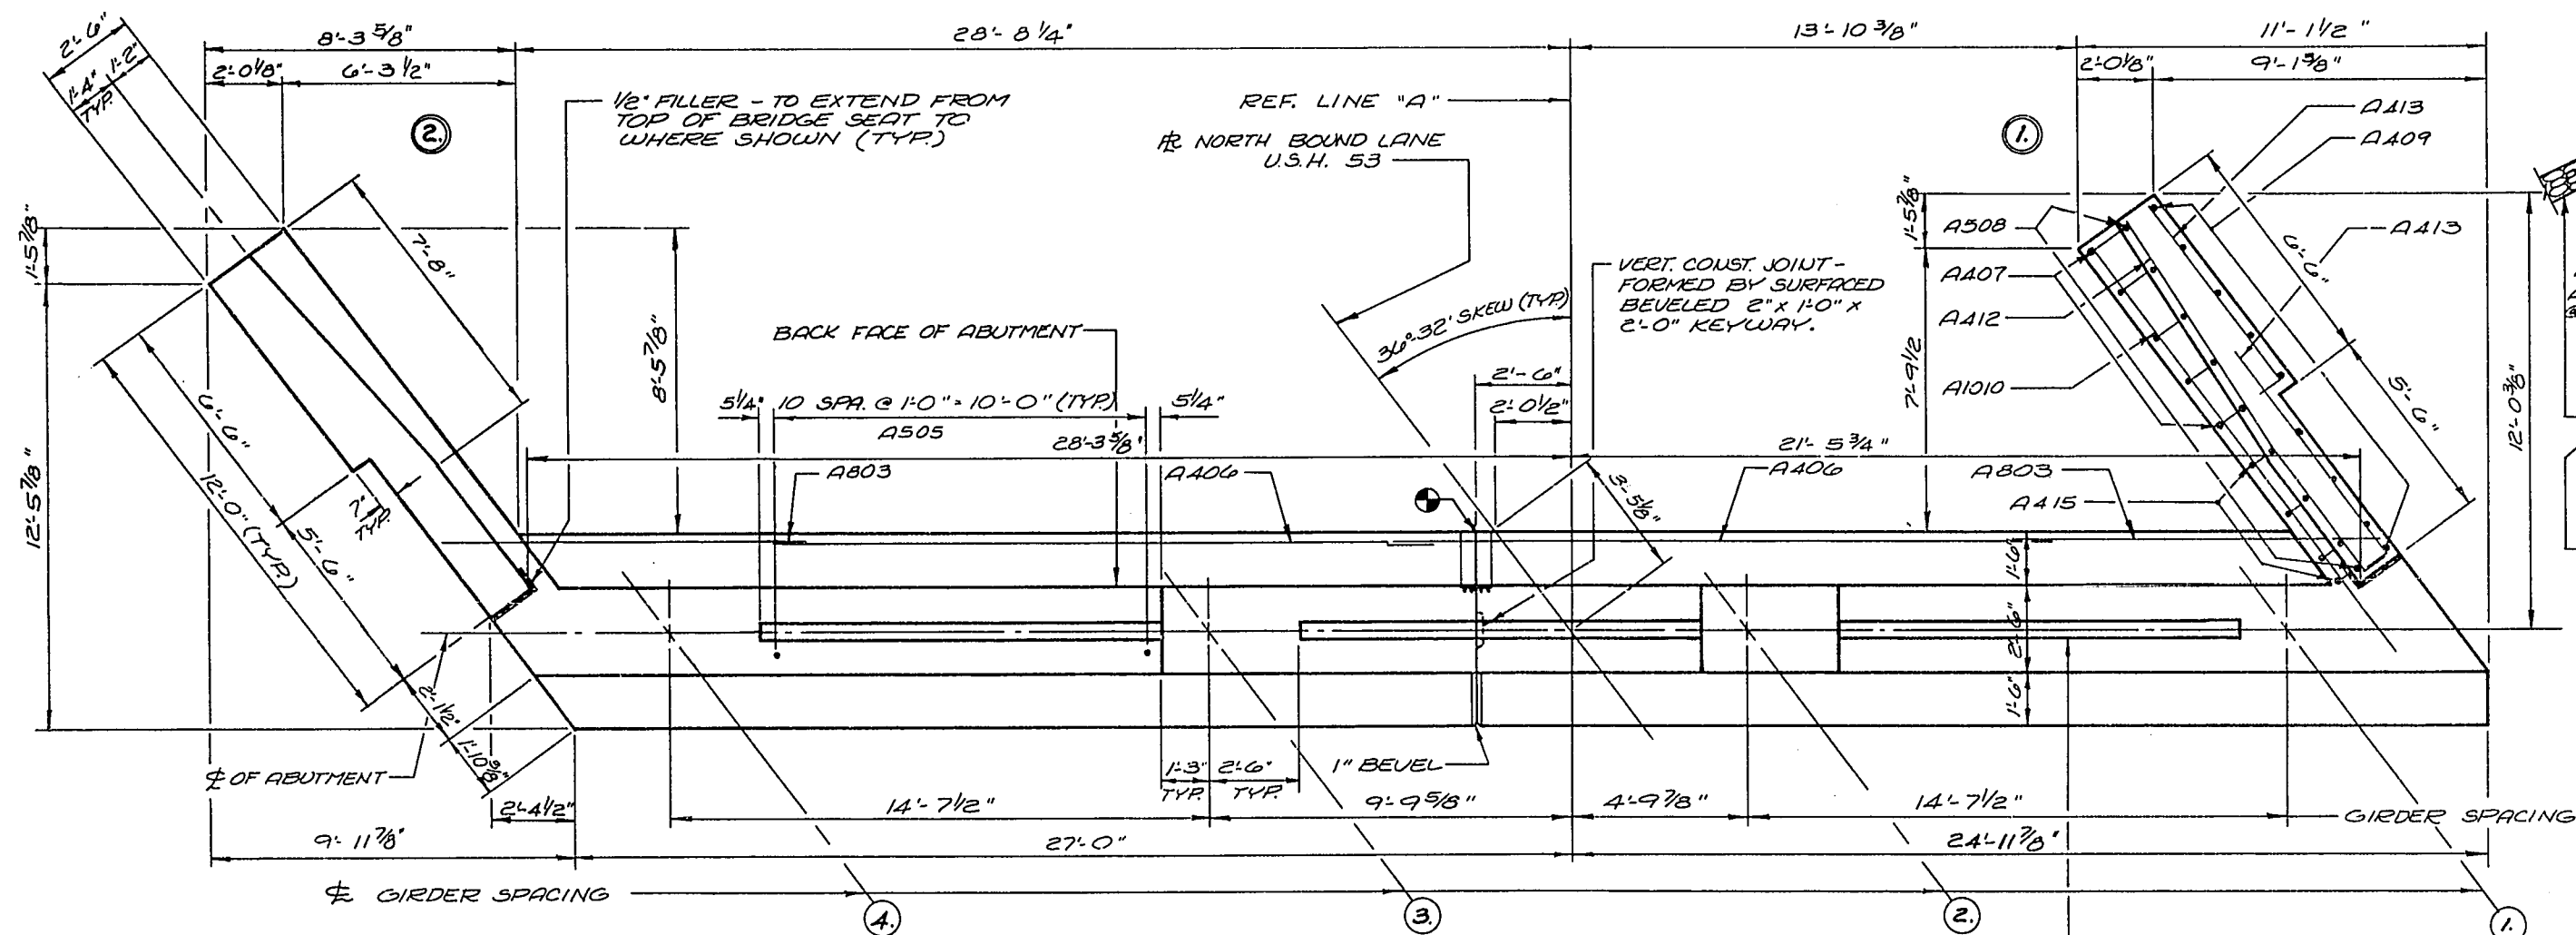 2'-6"
8'-3 5/8"
28'-8 1/4"
13'-10 3/8"
11'-1 1/2"
1'-4"
TYP.
1'-2"
2'-0 1/8"
6'-3 1/2"
2'-0 1/8"
9'-1 3/8"
1/2" FILLER - TO EXTEND FROM
TOP OF BRIDGE SEAT TO
WHERE SHOWN (TYP.)
REF. LINE "A"
2.
1.
℄ NORTH BOUND LANE
U.S.H. 53
A413
A409
1'-5 7/8"
7'-8"
1'-5 7/8"
A508
A413
6'-6"
VERT. CONST. JOINT -
FORMED BY SURFACED
BEVELED 2" x 1'-0" x
2'-0" KEYWAY.
A407
A412
36°-32' SKEW (TYP.)
BACK FACE OF ABUTMENT
8'-5 7/8"
7'-9 1/2"
12'-0 3/8"
A1010
5'-6"
2'-6"
5 1/4"
10 SPA. @ 1'-0" = 10'-0" (TYP.)
5 1/4"
2'-0 1/2"
A505
28'-3 5/8"
21'-5 3/4"
6'-6"
12'-0" (TYP.)
12'-5 7/8"
A803
A406
A406
A803
3'-5 1/8"
A415
7"
TYP.
5'-6"
1'-6"
2'-6"
1'-6"
2'-1 1/2"
℄ OF ABUTMENT
1"BEVEL
1'-3"
TYP.
2'-6"
TYP.
2'-4 1/2"
14'-7 1/2"
9'-9 5/8"
4'-9 7/8"
14'-7 1/2"
GIRDER SPACING
9'-11 7/8"
27'-0"
24'-11 7/8"
℄ GIRDER SPACING
4.
3.
2.
1.